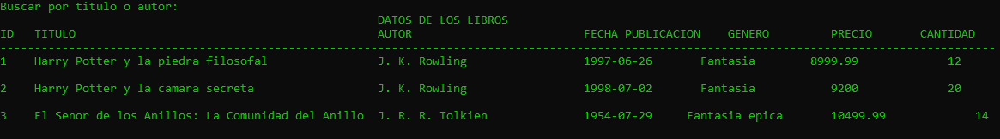 Buscar por titulo o autor:
DATOS DE LOS LIBROS
ID TITULO AUTOR FECHA PUBLICACION GENERO PRECIO CANTIDAD
-------------------------------------------------------------------------------------------------------------------------------------------------
1 Harry Potter y la piedra filosofal J. K. Rowling 1997-06-26 Fantasia 8999.99 12
2 Harry Potter y la camara secreta J. K. Rowling 1998-07-02 Fantasia 9200 20
3 El Senor de los Anillos: La Comunidad del Anillo J. R. R. Tolkien 1954-07-29 Fantasia epica 10499.99 14